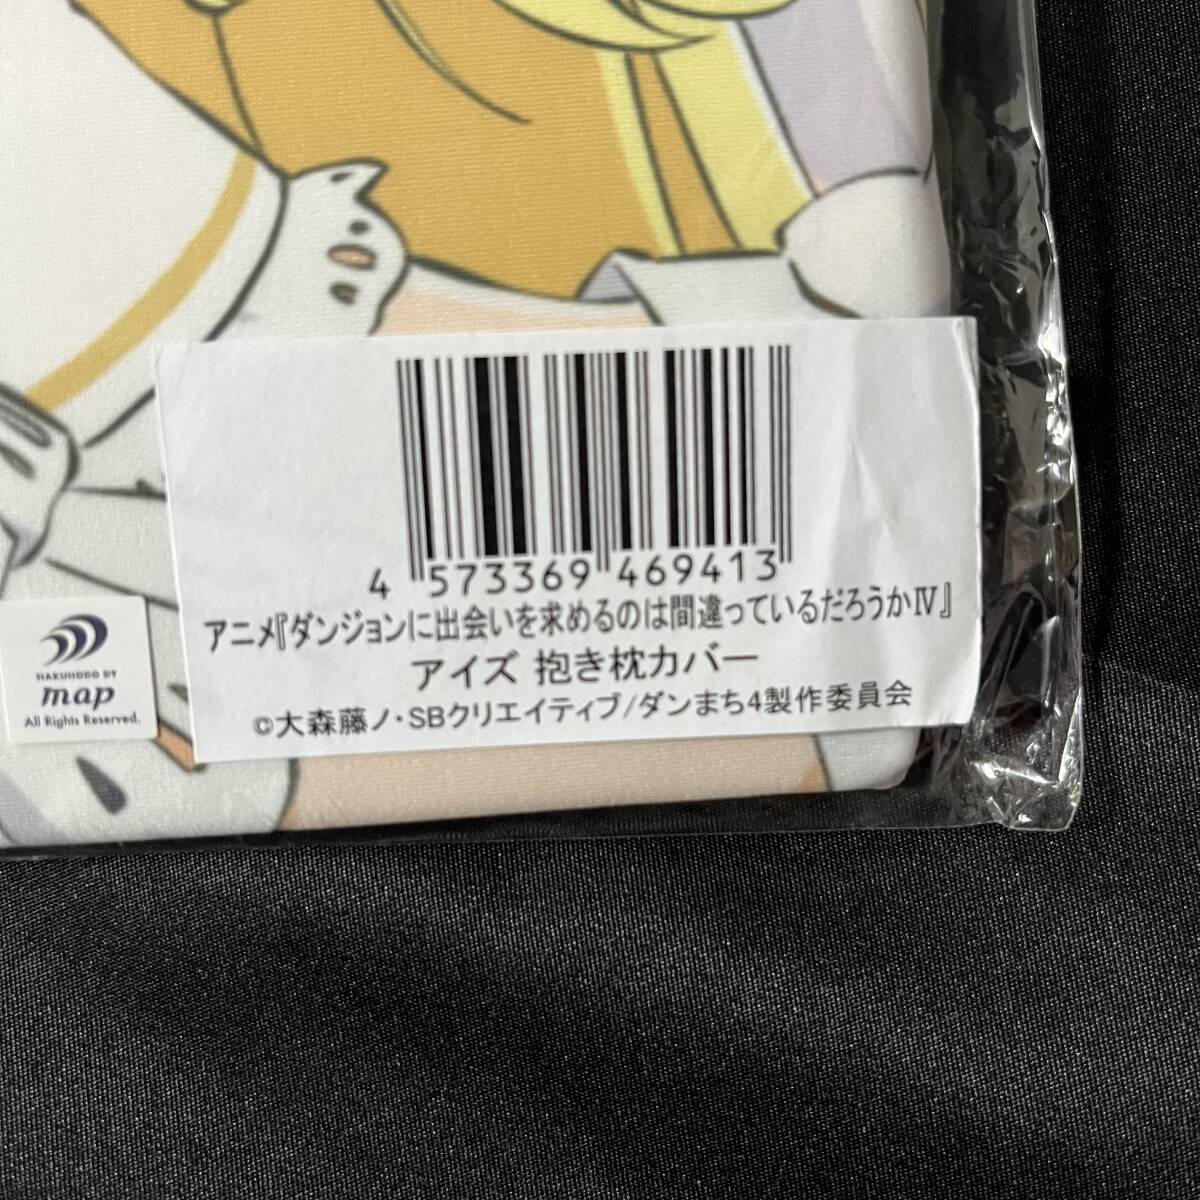 4 573369 469413
アニメ『ダンジョンに出会いを求めるのは間違っているだろうかⅣ』
アイズ 抱き枕カバー
©大森藤ノ・SBクリエイティブ/ダンまち4製作委員会
HAKUHODO DY
map
All Rights Reserved.